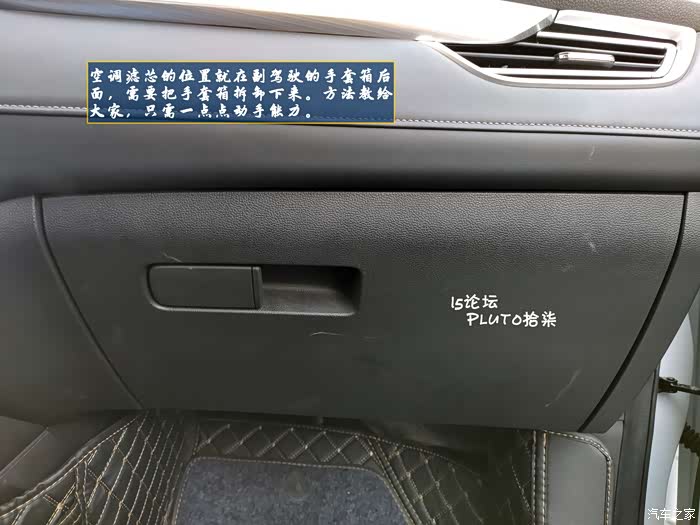 空调滤芯的位置就在副驾驶的手套箱后
面，需要把手套箱拆卸下来。方法教给
大家，只需一点点动手能力。
i5论坛
PLUTO拾柒
汽车之家